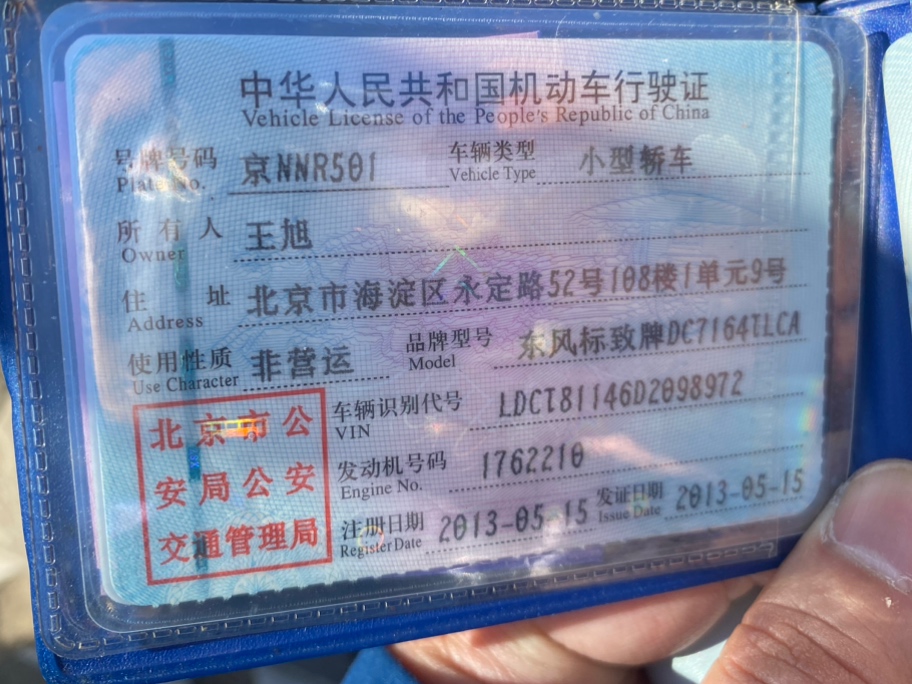 中华人民共和国机动车行驶证
Vehicle License of the People's Republic of China
号牌号码 京NNR501 车辆类型 小型轿车
Plate No. Vehicle Type
所有人 王旭
Owner
住址 北京市海淀区永定路52号108楼1单元9号
Address
使用性质 非营运 品牌型号 东风标致牌DC7164TLCA
Use Character Model
车辆识别代号 LDCT81146D2098972
VIN
发动机号码 1762210
Engine No.
注册日期 2013-05-15 发证日期 2013-05-15
Register Date Issue Date
北京市公
安局公安
交通管理局